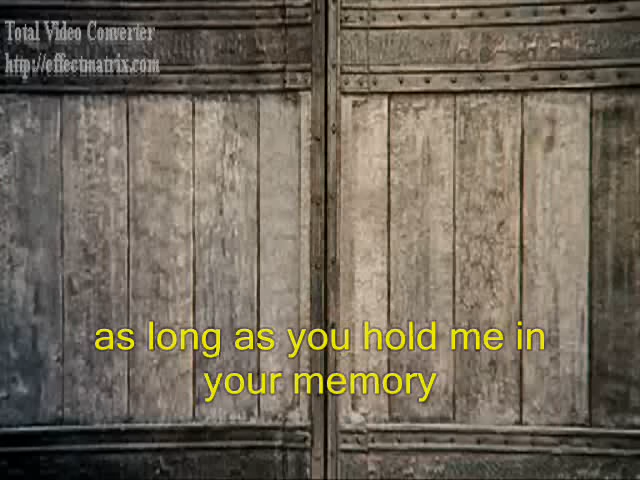 Total Video Converter
http://effectmatrix.com
as long as you hold me in
your memory